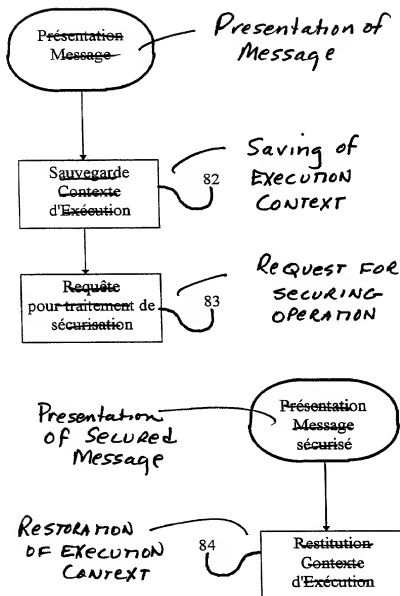 Présentation
Message
Presentation of
Message
Sauvegarde
Contexte
d'Exécution
82
Saving of
EXECUTION
CONTEXT
Requête
pour traitement de
sécurisation
83
REQUEST FOR
SECURING
OPERATION
Presentation
of Secured
Message
Présentation
Message
sécurisé
RESTORATION
OF EXECUTION
CONTEXT
84
Restitution
Contexte
d'Exécution